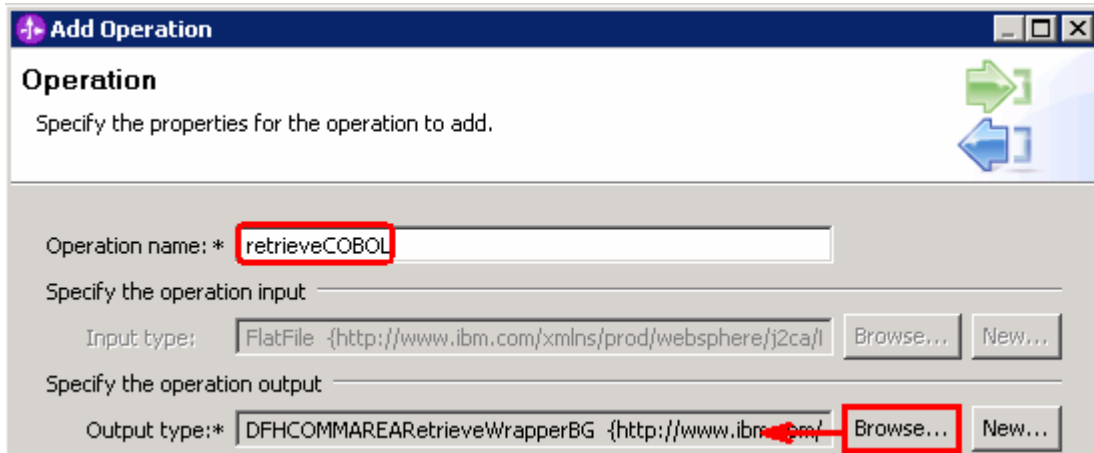 Add Operation
Operation
Specify the properties for the operation to add.
Operation name: * retrieveCOBOL
Specify the operation input
Input type: FlatFile {http://www.ibm.com/xmlns/prod/websphere/j2ca/ Browse... New...
Specify the operation output
Output type:* DFHCOMMAREARetrieveWrapperBG {http://www.ibm.com/ Browse... New...